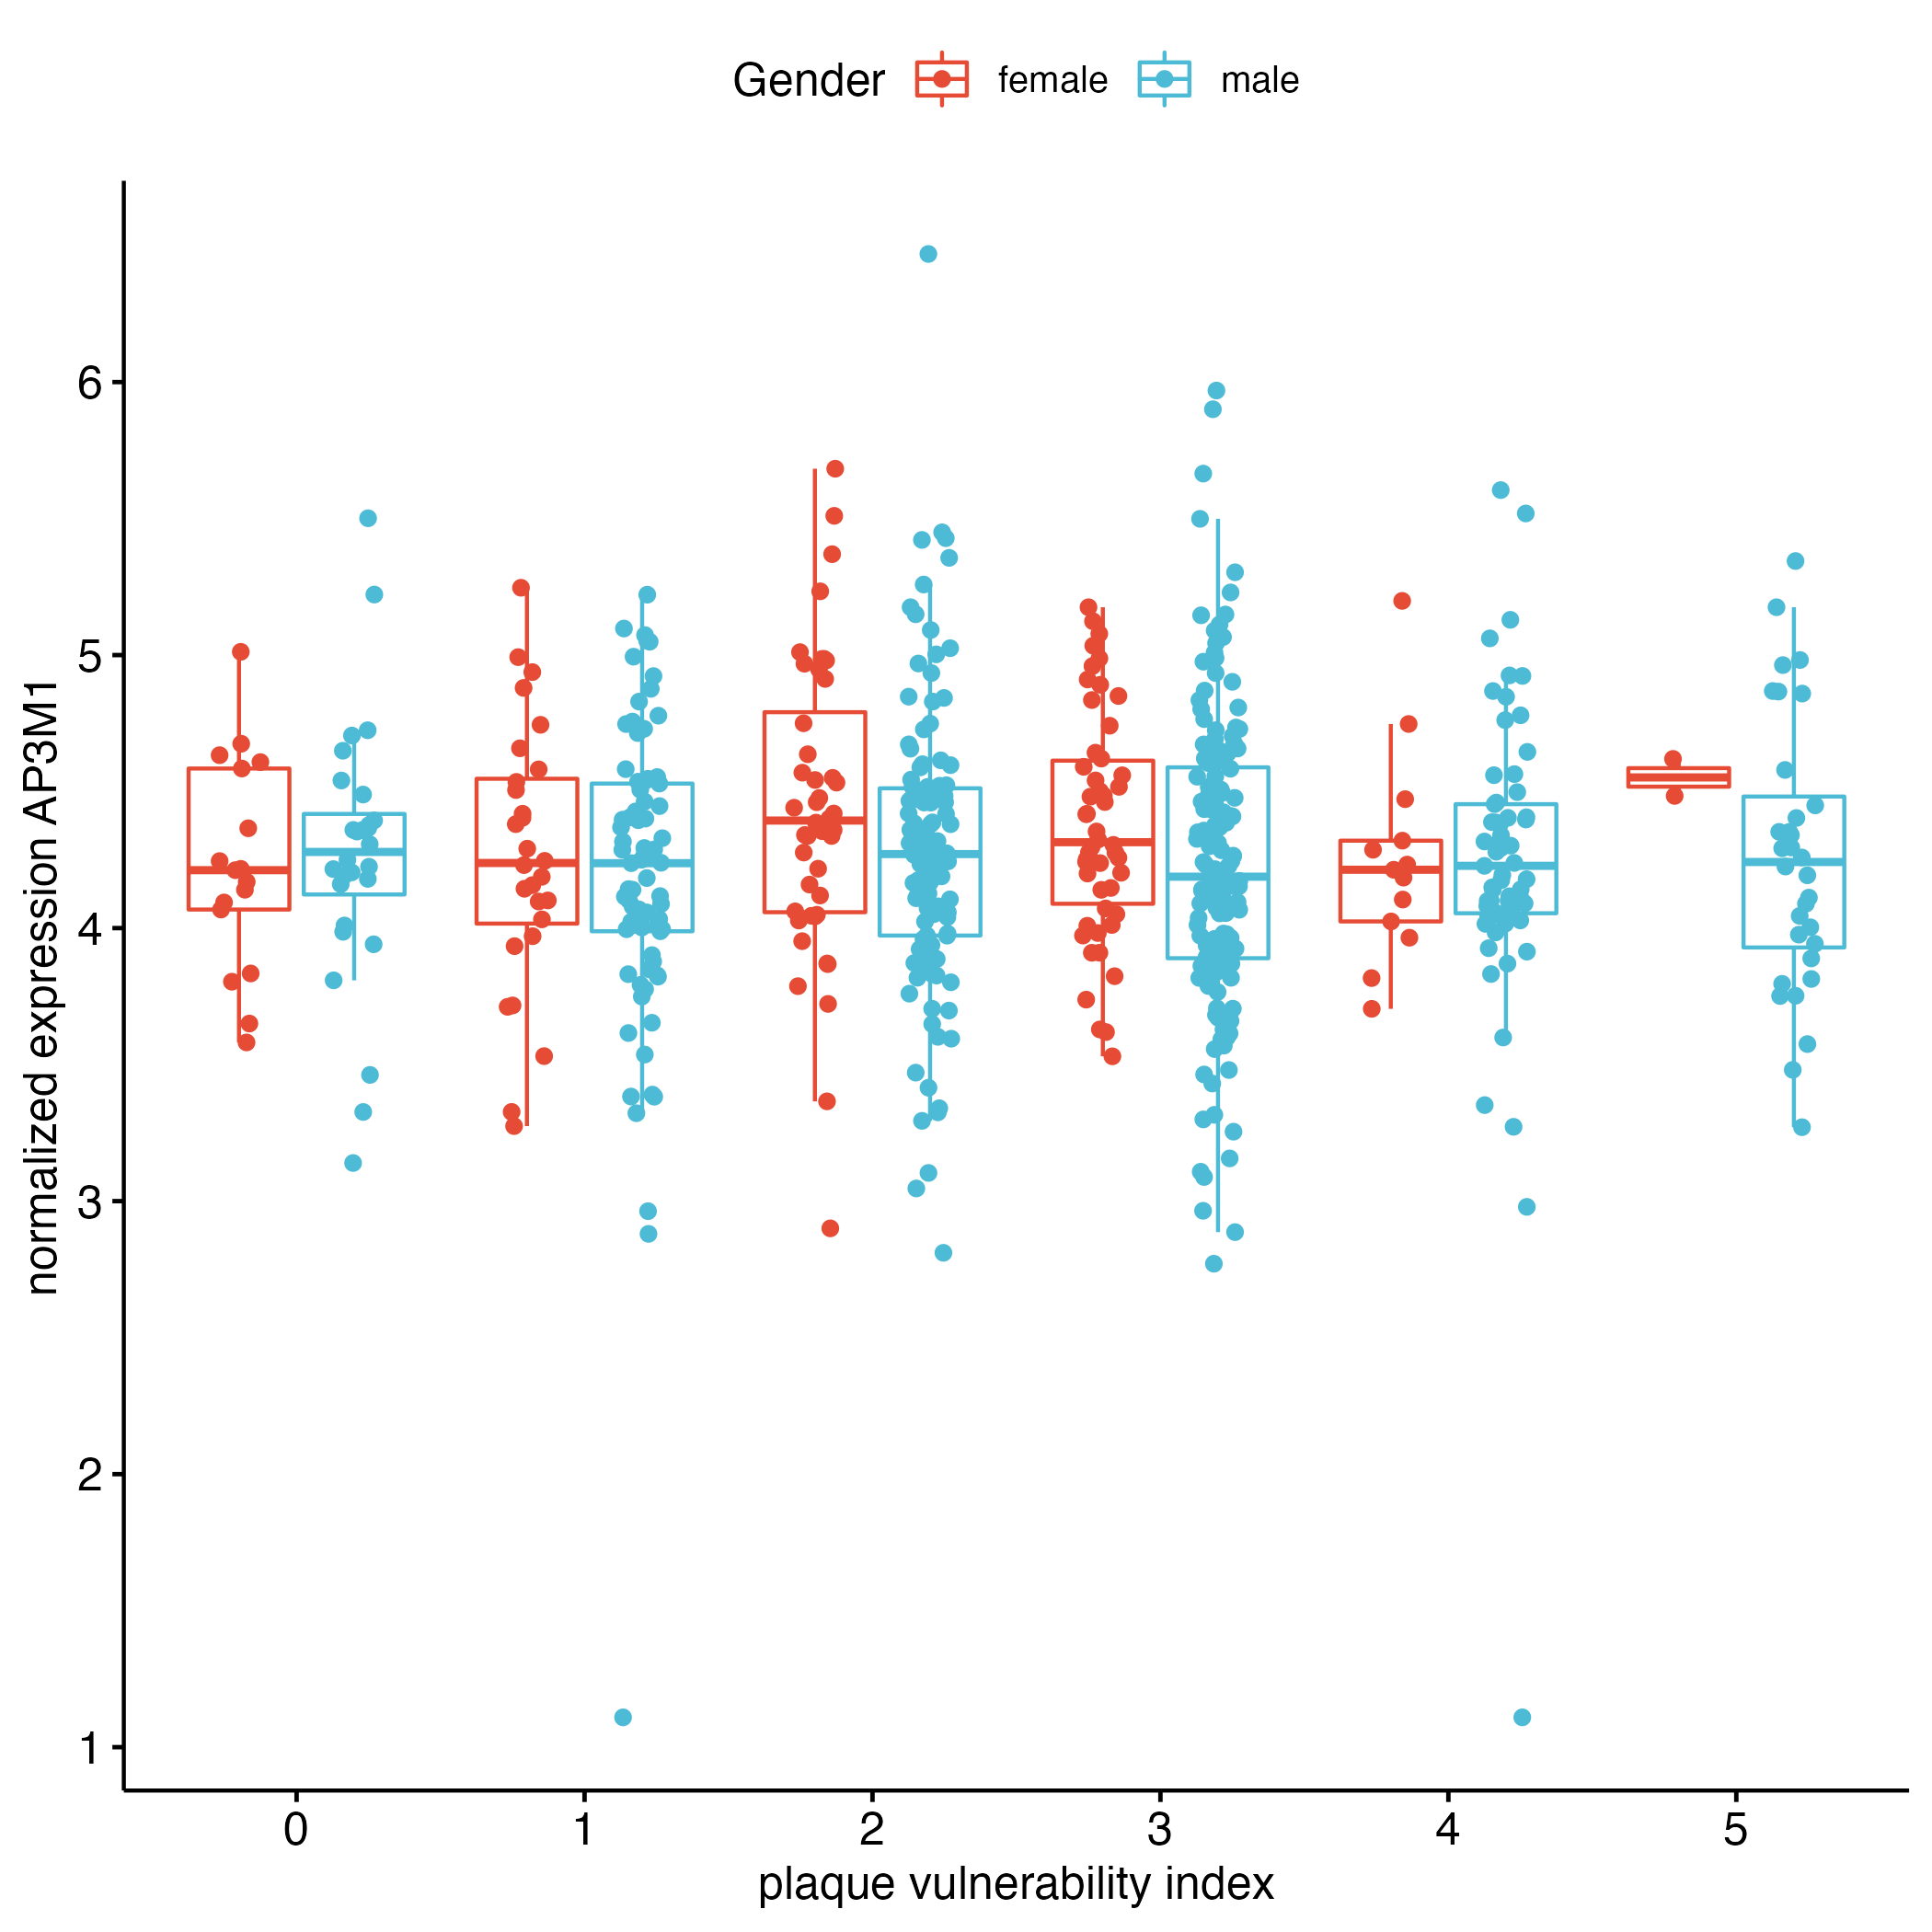 Gender female male
normalized expression AP3M1
6
5
4
3
2
1
0 1 2 3 4 5
plaque vulnerability index